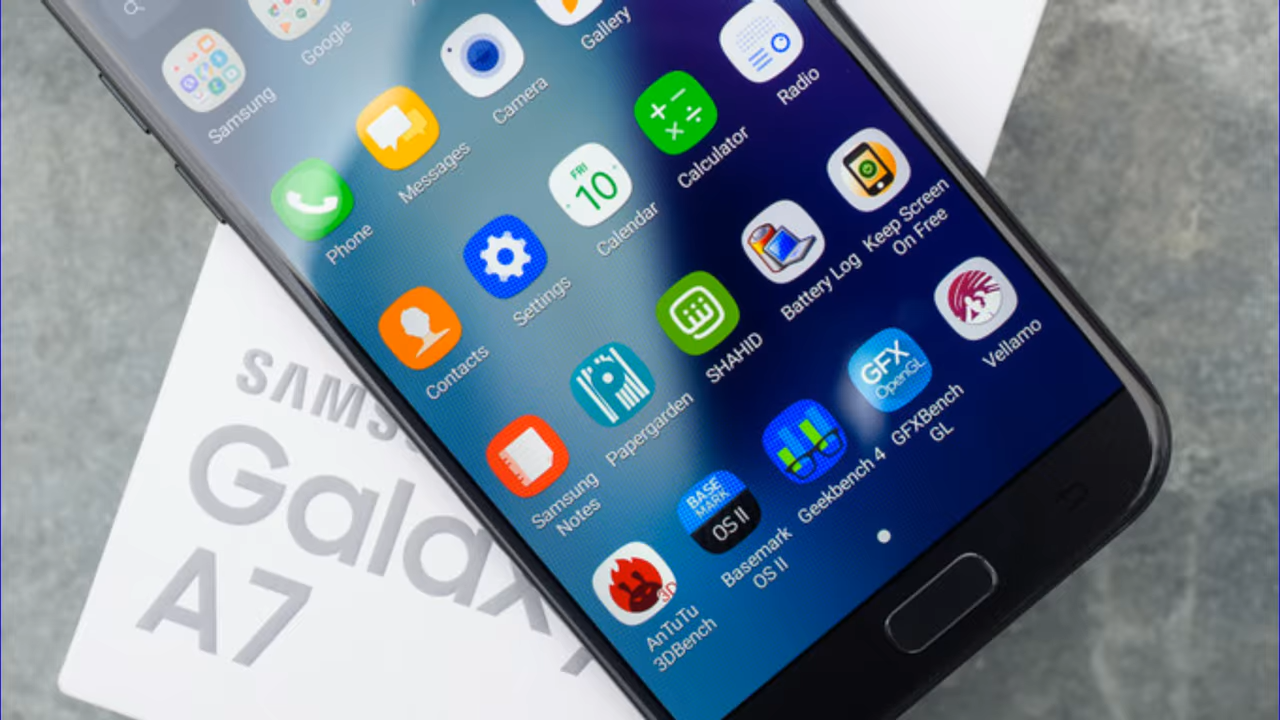 Samsung
Google
Gallery
Phone
Messages
Camera
Calculator
Radio
Contacts
Settings
FRI
10
Calendar
Battery Log
Keep Screen
On Free
Samsung
Notes
Papergarden
SHAHID
AnTuTu
3DBench
3D
BASE
MARK
OS II
Basemark
OS II
Geekbench 4
GFX
OpenGL
GFXBench
GL
Vellamo
SAMS
Galaxy
A7